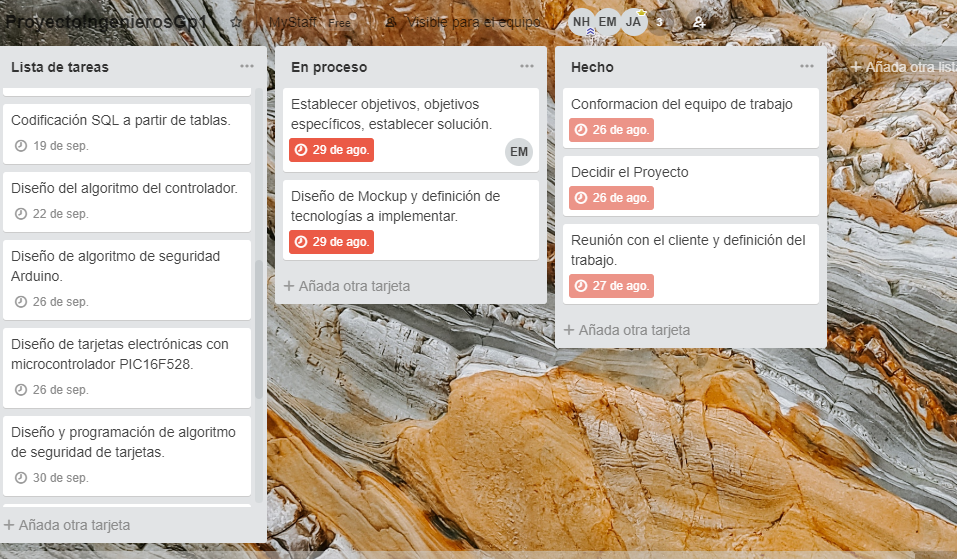 ProyectoIngenierosGp1 MyStaff Free Visible para el equipo NH EM JA 3
Lista de tareas
Codificación SQL a partir de tablas.
19 de sep.
Diseño del algoritmo del controlador.
22 de sep.
Diseño de algoritmo de seguridad
Arduino.
26 de sep.
Diseño de tarjetas electrónicas con
microcontrolador PIC16F528.
26 de sep.
Diseño y programación de algoritmo
de seguridad de tarjetas.
30 de sep.
+ Añada otra tarjeta
En proceso
Establecer objetivos, objetivos
específicos, establecer solución.
29 de ago.
EM
Diseño de Mockup y definición de
tecnologías a implementar.
29 de ago.
+ Añada otra tarjeta
Hecho
Conformacion del equipo de trabajo
26 de ago.
Decidir el Proyecto
26 de ago.
Reunión con el cliente y definición del
trabajo.
27 de ago.
+ Añada otra tarjeta
+ Añada otra list